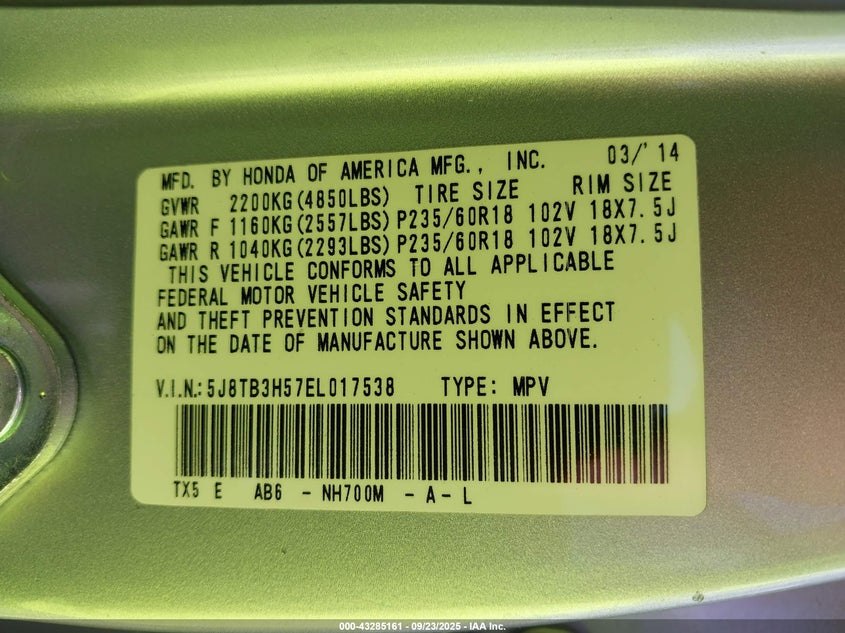 MFD. BY HONDA OF AMERICA MFG., INC. 03/'14
GVWR 2200KG(4850LBS) TIRE SIZE RIM SIZE
GAWR F 1160KG(2557LBS) P235/60R18 102V 18X7.5J
GAWR R 1040KG(2293LBS) P235/60R18 102V 18X7.5J
THIS VEHICLE CONFORMS TO ALL APPLICABLE
FEDERAL MOTOR VEHICLE SAFETY
AND THEFT PREVENTION STANDARDS IN EFFECT
ON THE DATE OF MANUFACTURE SHOWN ABOVE.
V.I.N.: 5J8TB3H57EL017538 TYPE: MPV
TX5 E AB6 - NH700M - A - L
000-43285161 - 09/23/2025 - IAA Inc.